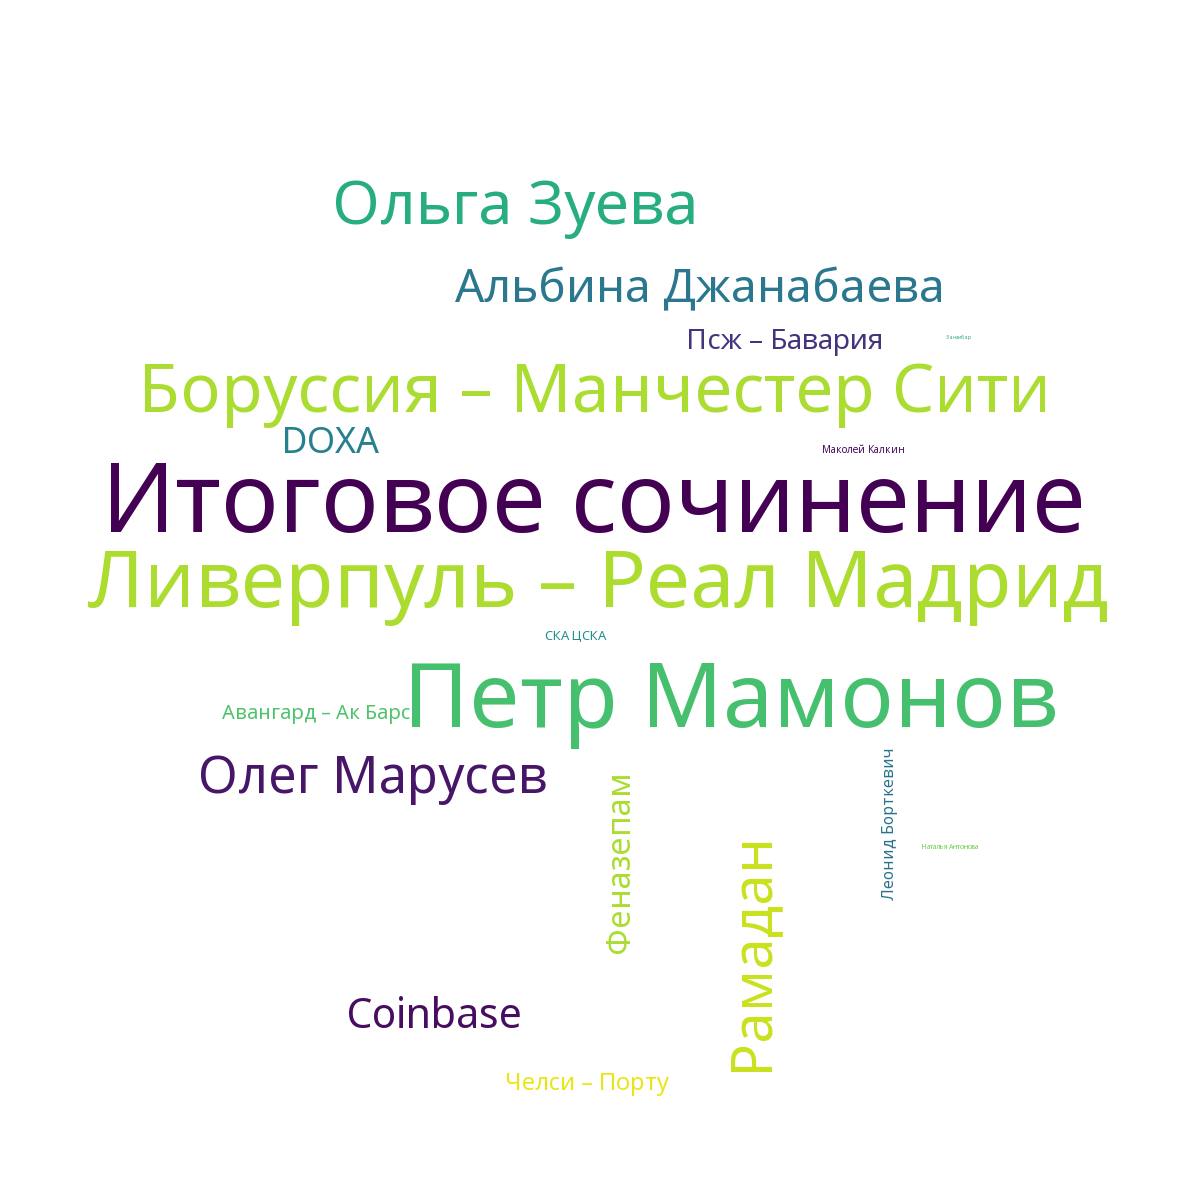 Ольга Зуева
Альбина Джанабаева
Псж – Бавария
Занзибар
Боруссия – Манчестер Сити
DOXA
Маколей Калкин
Итоговое сочинение
Ливерпуль – Реал Мадрид
СКА ЦСКА
Петр Мамонов
Авангард – Ак Барс
Олег Марусев
Феназепам
Леонид Борткевич
Наталья Антонова
Рамадан
Coinbase
Челси – Порту